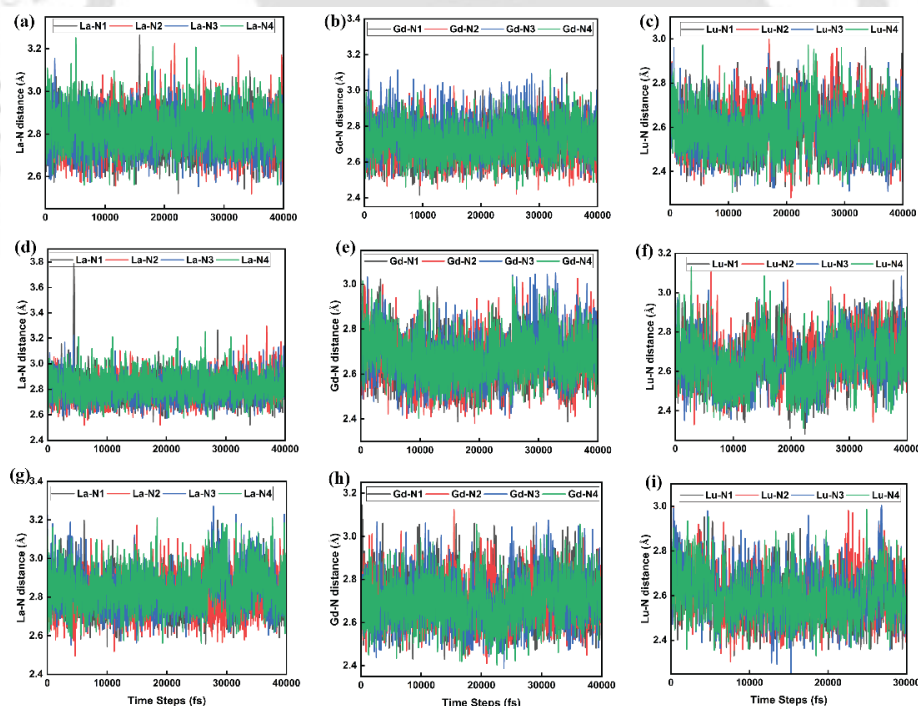 (a)
La-N1 La-N2 La-N3 La-N4
La-N distance (Å)
3.2
3.0
2.8
2.6
0 10000 20000 30000 40000
(b)
Gd-N1 Gd-N2 Gd-N3 Gd-N4
Gd-N distance (Å)
3.4
3.2
3.0
2.8
2.6
2.4
0 10000 20000 30000 40000
(c)
Lu-N1 Lu-N2 Lu-N3 Lu-N4
Lu-N distance (Å)
3.0
2.8
2.6
2.4
0 10000 20000 30000 40000
(d)
La-N1 La-N2 La-N3 La-N4
La-N distance (Å)
3.8
3.6
3.4
3.2
3.0
2.8
2.6
2.4
0 10000 20000 30000 40000
(e)
Gd-N1 Gd-N2 Gd-N3 Gd-N4
Gd-N distance (Å)
3.0
2.8
2.6
2.4
0 10000 20000 30000 40000
(f)
Lu-N1 Lu-N2 Lu-N3 Lu-N4
Lu-N distance (Å)
3.2
3.0
2.8
2.6
2.4
2.2
0 10000 20000 30000 40000
(g)
La-N1 La-N2 La-N3 La-N4
La-N distance (Å)
3.4
3.2
3.0
2.8
2.6
2.4
0 10000 20000 30000 40000
Time Steps (fs)
(h)
Gd-N1 Gd-N2 Gd-N3 Gd-N4
Gd-N distance (Å)
3.2
3.0
2.8
2.6
2.4
0 10000 20000 30000 40000
Time Steps (fs)
(i)
Lu-N1 Lu-N2 Lu-N3 Lu-N4
Lu-N distance (Å)
3.0
2.8
2.6
2.4
0 10000 20000 30000
Time Steps (fs)